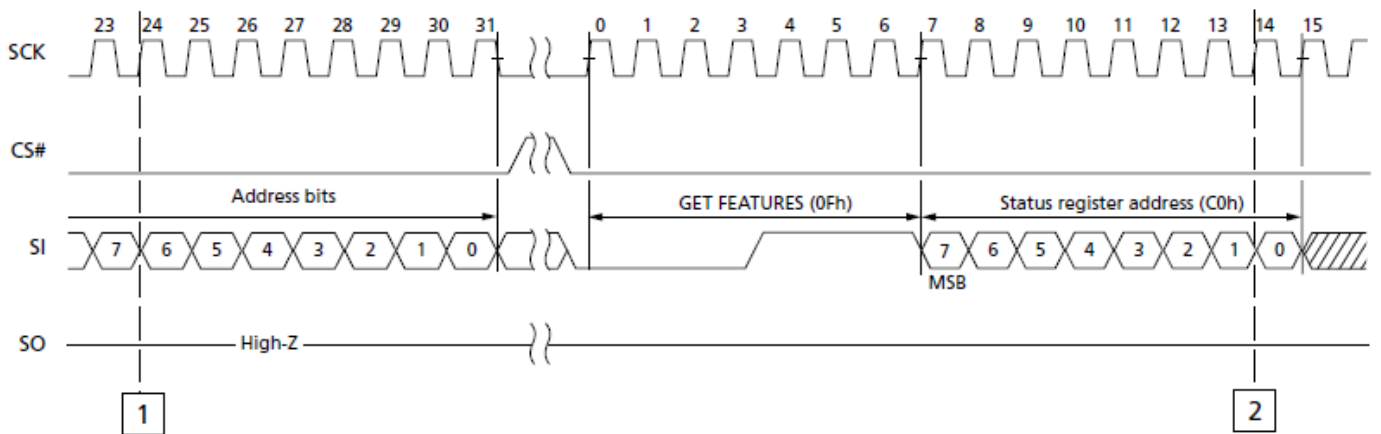 23 24 25 26 27 28 29 30 31 0 1 2 3 4 5 6 7 8 9 10 11 12 13 14 15
SCK
CS#
Address bits GET FEATURES (0Fh) Status register address (C0h)
SI 7 6 5 4 3 2 1 0 7 6 5 4 3 2 1 0
MSB
SO High-Z
1 2